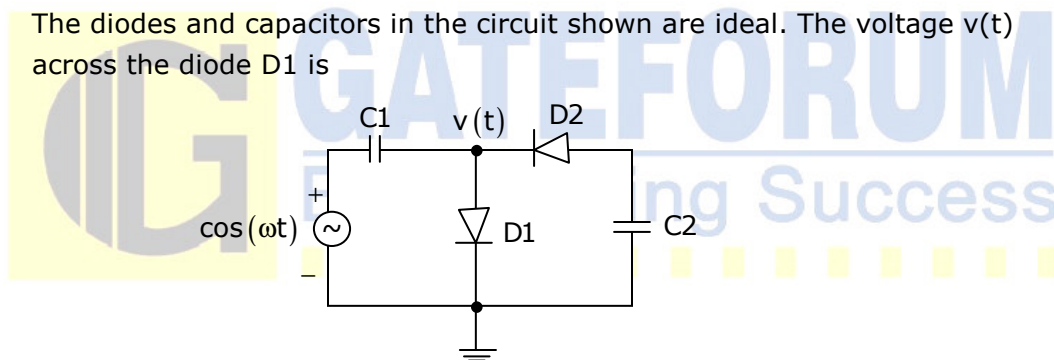 The diodes and capacitors in the circuit shown are ideal. The voltage v(t)
across the diode D1 is
GATEFORUM
ing Success
C1
v(t)
D2
+
cos(ωt)
~
D1
C2
−